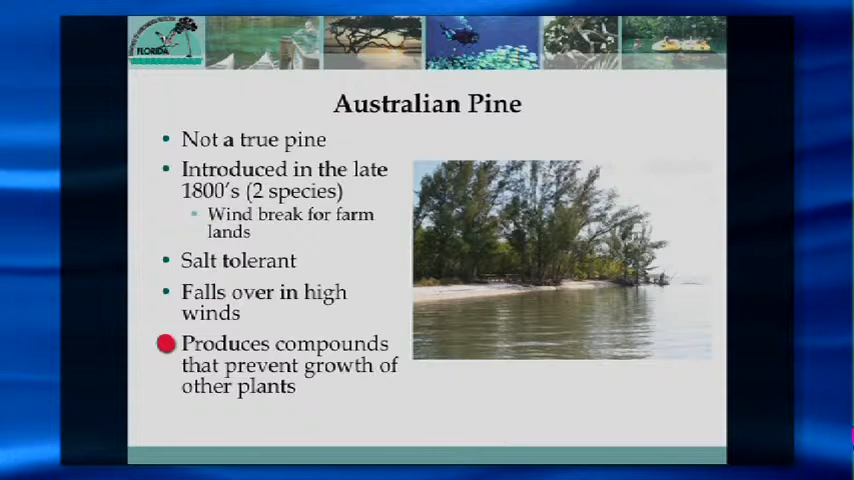 FLORIDA
Australian Pine
Not a true pine
Introduced in the late
1800's (2 species)
Wind break for farm
lands
Salt tolerant
Falls over in high
winds
Produces compounds
that prevent growth of
other plants